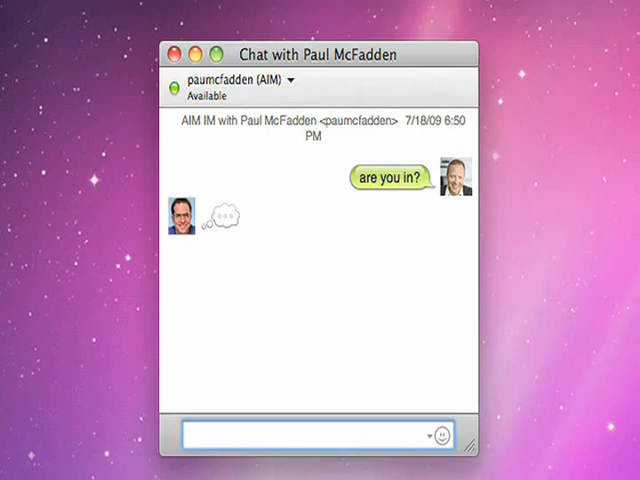 Chat with Paul McFadden
paumcfadden (AIM)
Available
AIM IM with Paul McFadden <paumcfadden> 7/18/09 6:50
PM
are you in?